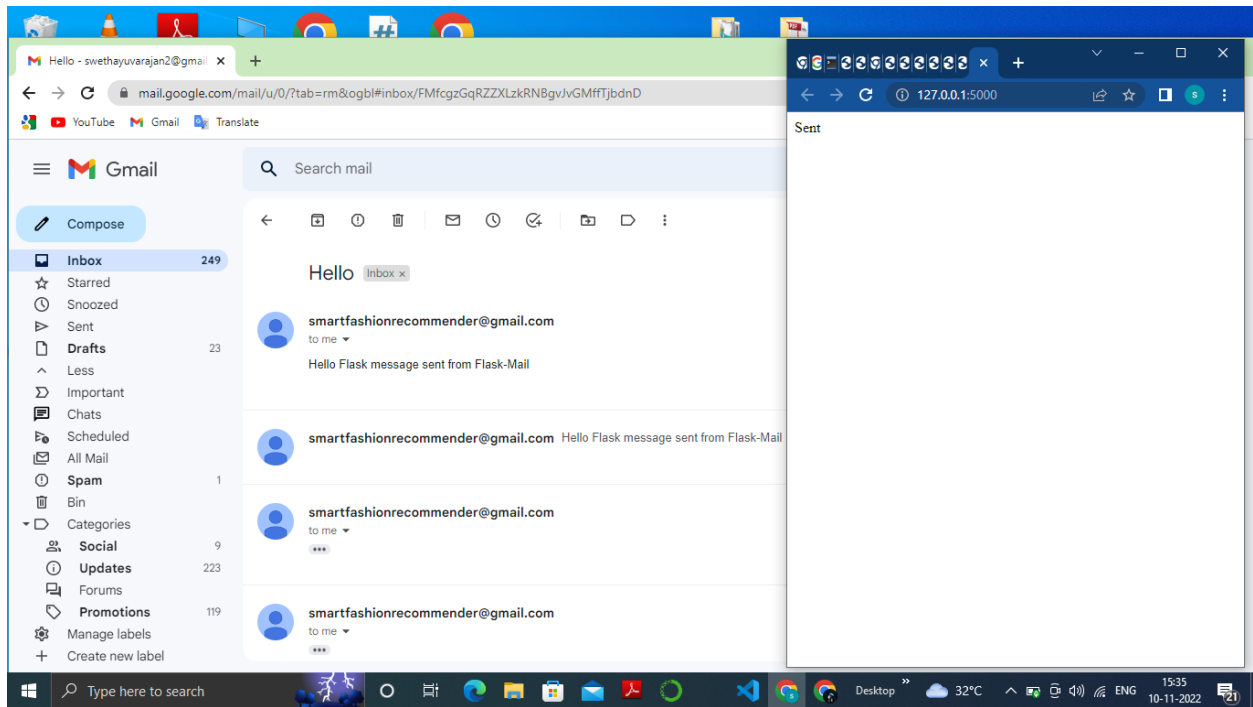 Hello - swethayuvarajan2@gmail
mail.google.com/mail/u/0/?tab=rm&ogbl#inbox/FMfcgzGqRZZXLzkRNBgvJvGMffTjbdnD
YouTube Gmail Translate
Gmail
Search mail
Compose
Inbox 249
Starred
Snoozed
Sent
Drafts 23
Less
Important
Chats
Scheduled
All Mail
Spam 1
Bin
Categories
Social 9
Updates 223
Forums
Promotions 119
Manage labels
Create new label
Hello Inbox x
smartfashionrecommender@gmail.com
to me
Hello Flask message sent from Flask-Mail
smartfashionrecommender@gmail.com Hello Flask message sent from Flask-Mail
smartfashionrecommender@gmail.com
to me
smartfashionrecommender@gmail.com
to me
127.0.0.1:5000
s
Sent
Type here to search
Desktop
32°C
ENG
15:35
10-11-2022
21